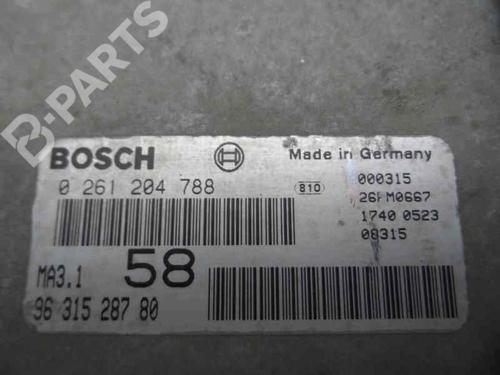 B-PARTS
BOSCH
Made in Germany
0 261 204 788
810
000315
26FM0667
1740 0523
08315
MA3.1
58
96 315 287 80